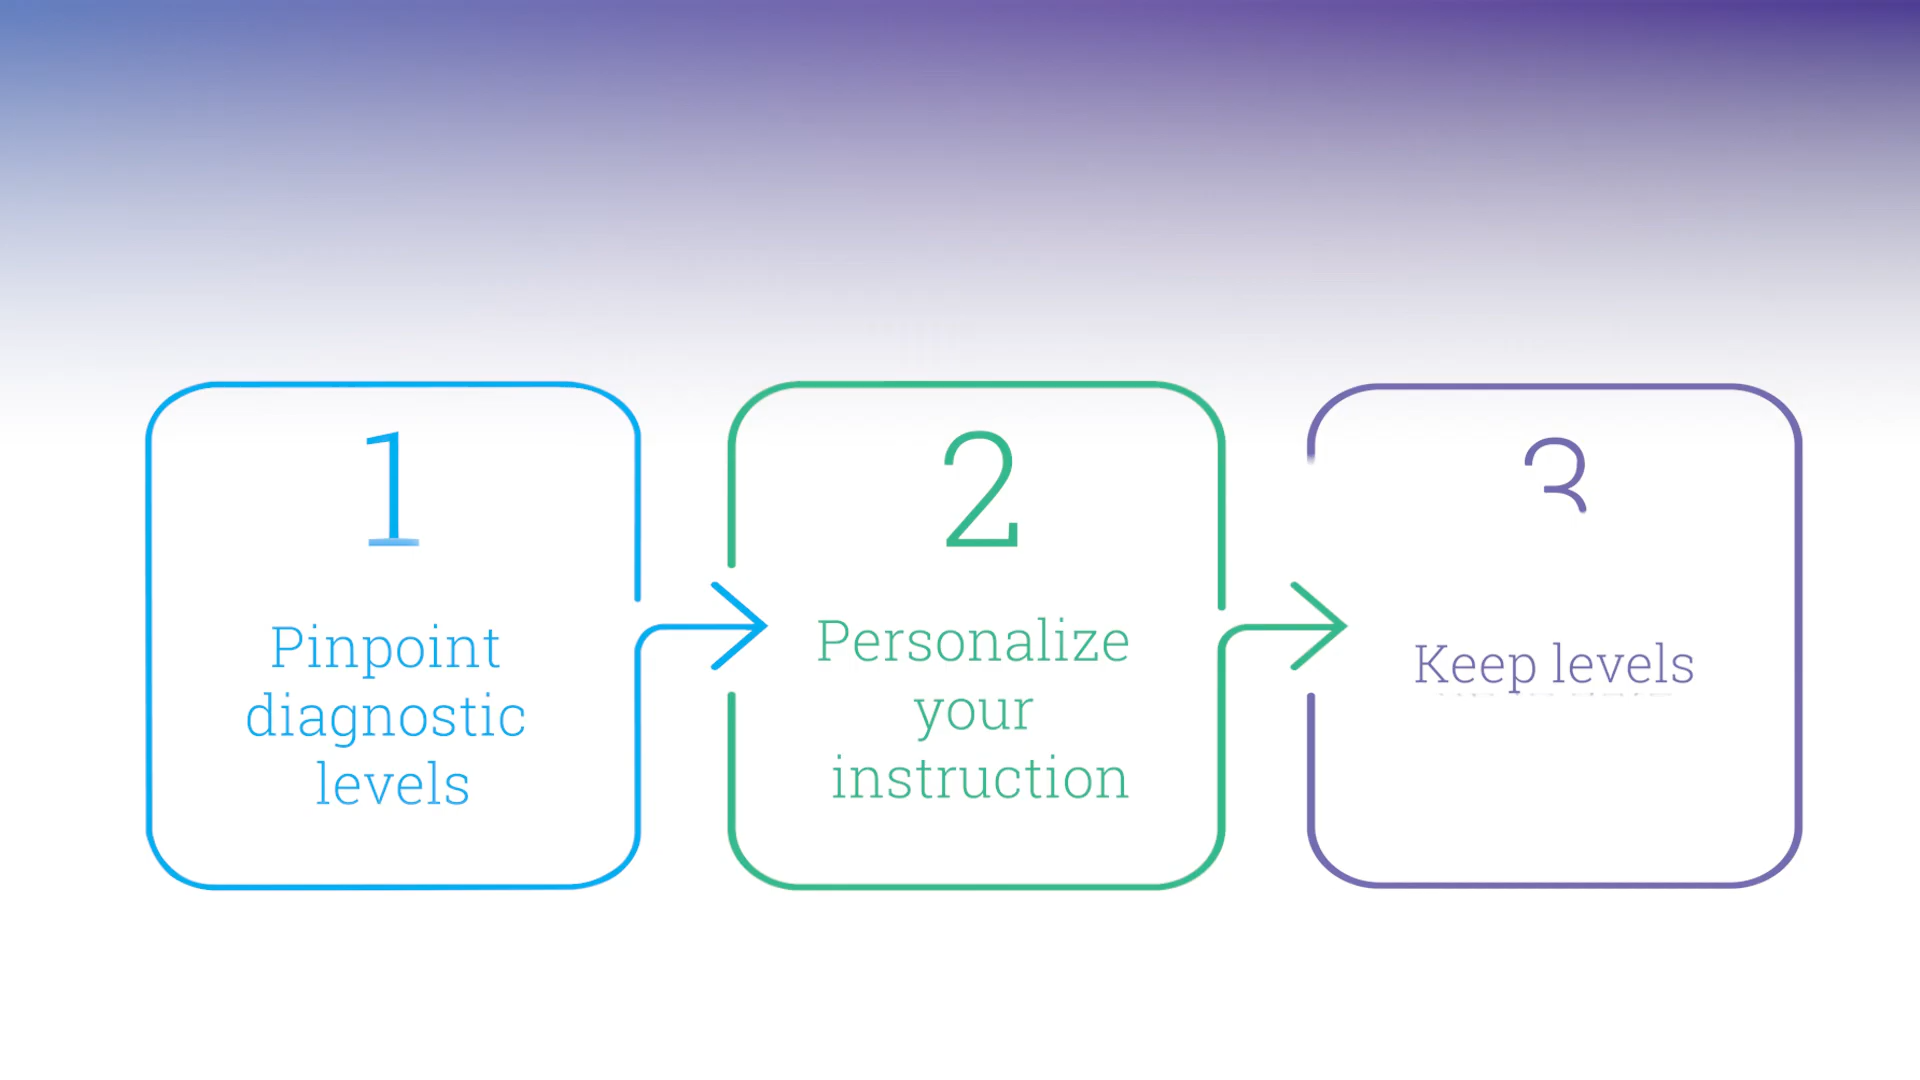 1
Pinpoint
diagnostic
levels
2
Personalize
your
instruction
3
Keep levels